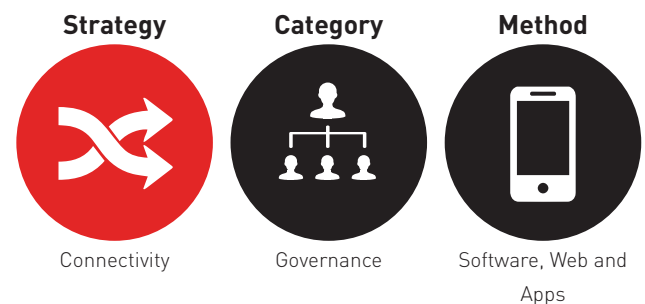 Strategy
Category
Method
Connectivity
Governance
Software, Web and
Apps